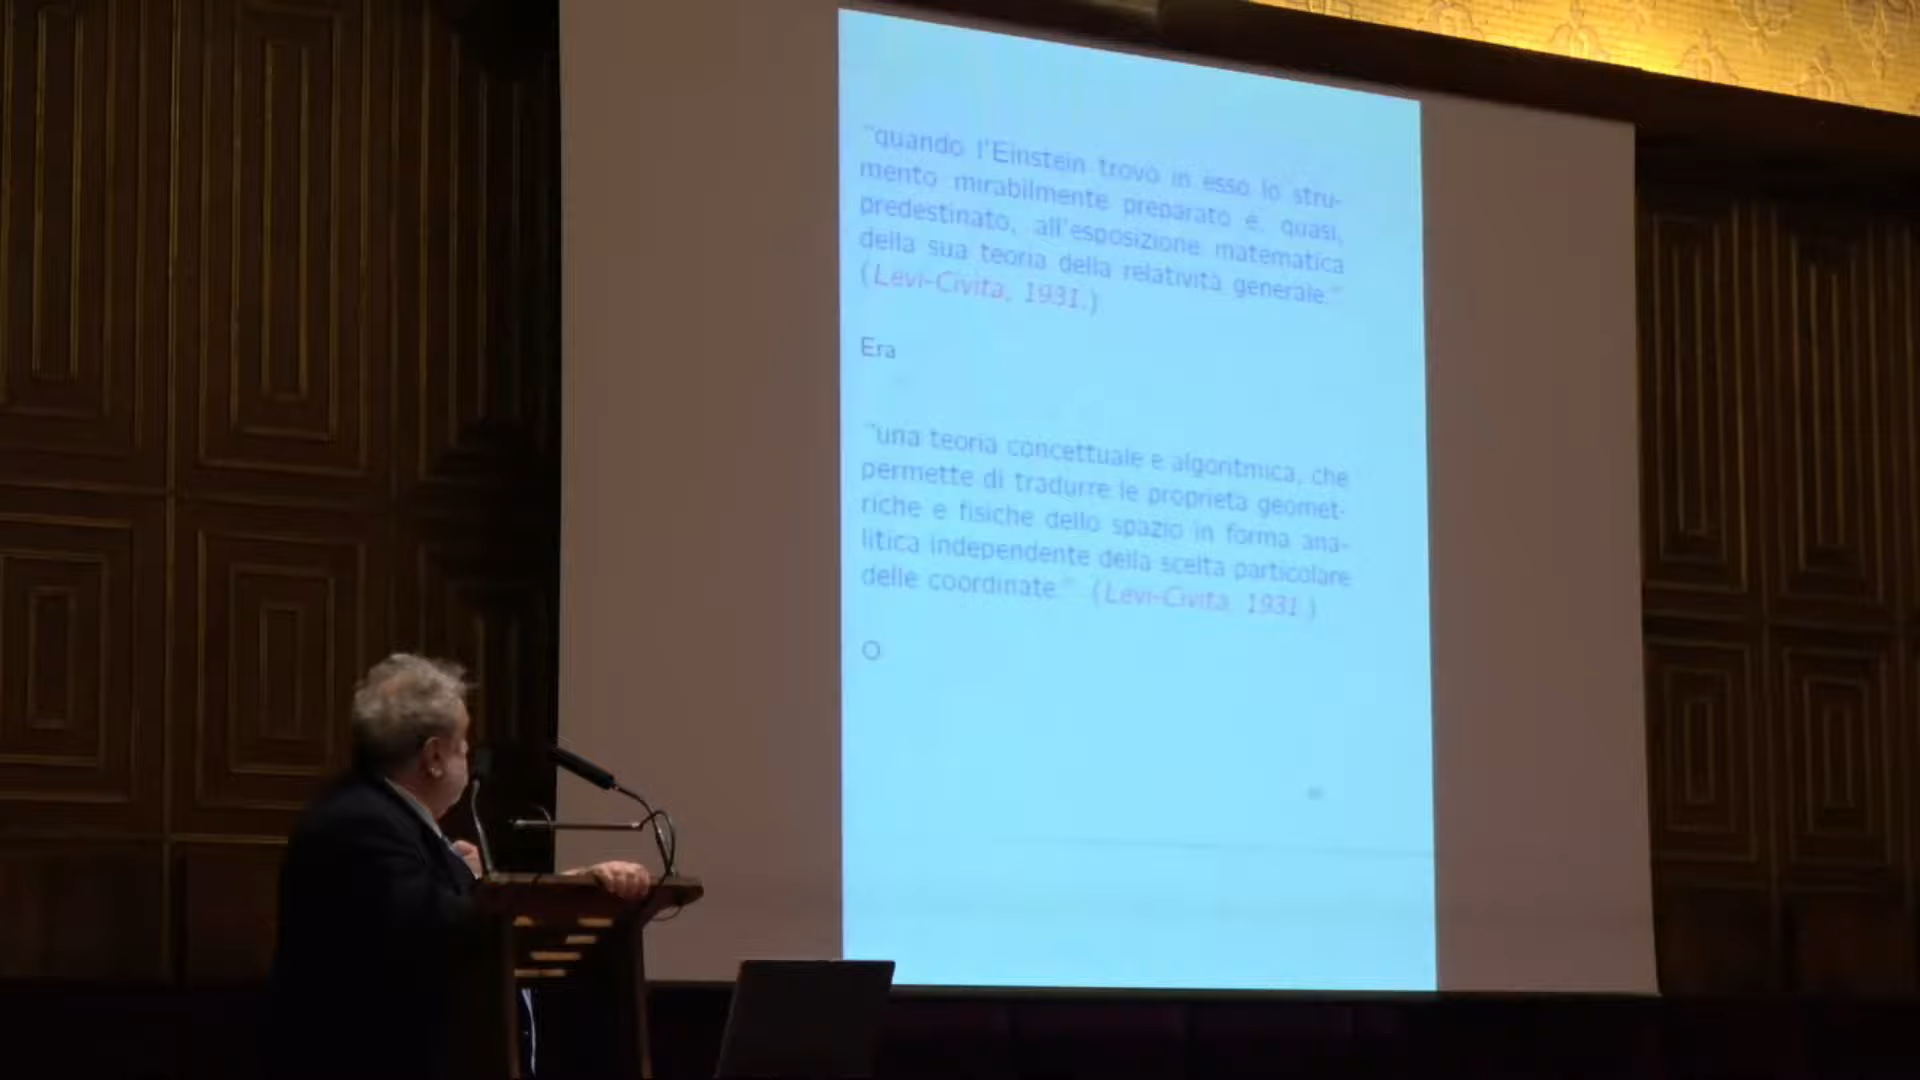 "quando l'Einstein trovò in esso lo stru-
mento mirabilmente preparato e, quasi,
predestinato, all'esposizione matematica
della sua teoria della relatività generale."
(Levi-Civita, 1931.)
Era
"una teoria concettuale e algoritmica, che
permette di tradurre le proprietà geomet-
riche e fisiche dello spazio in forma ana-
litica independente della scelta particolare
delle coordinate." (Levi-Civita, 1931.)
O